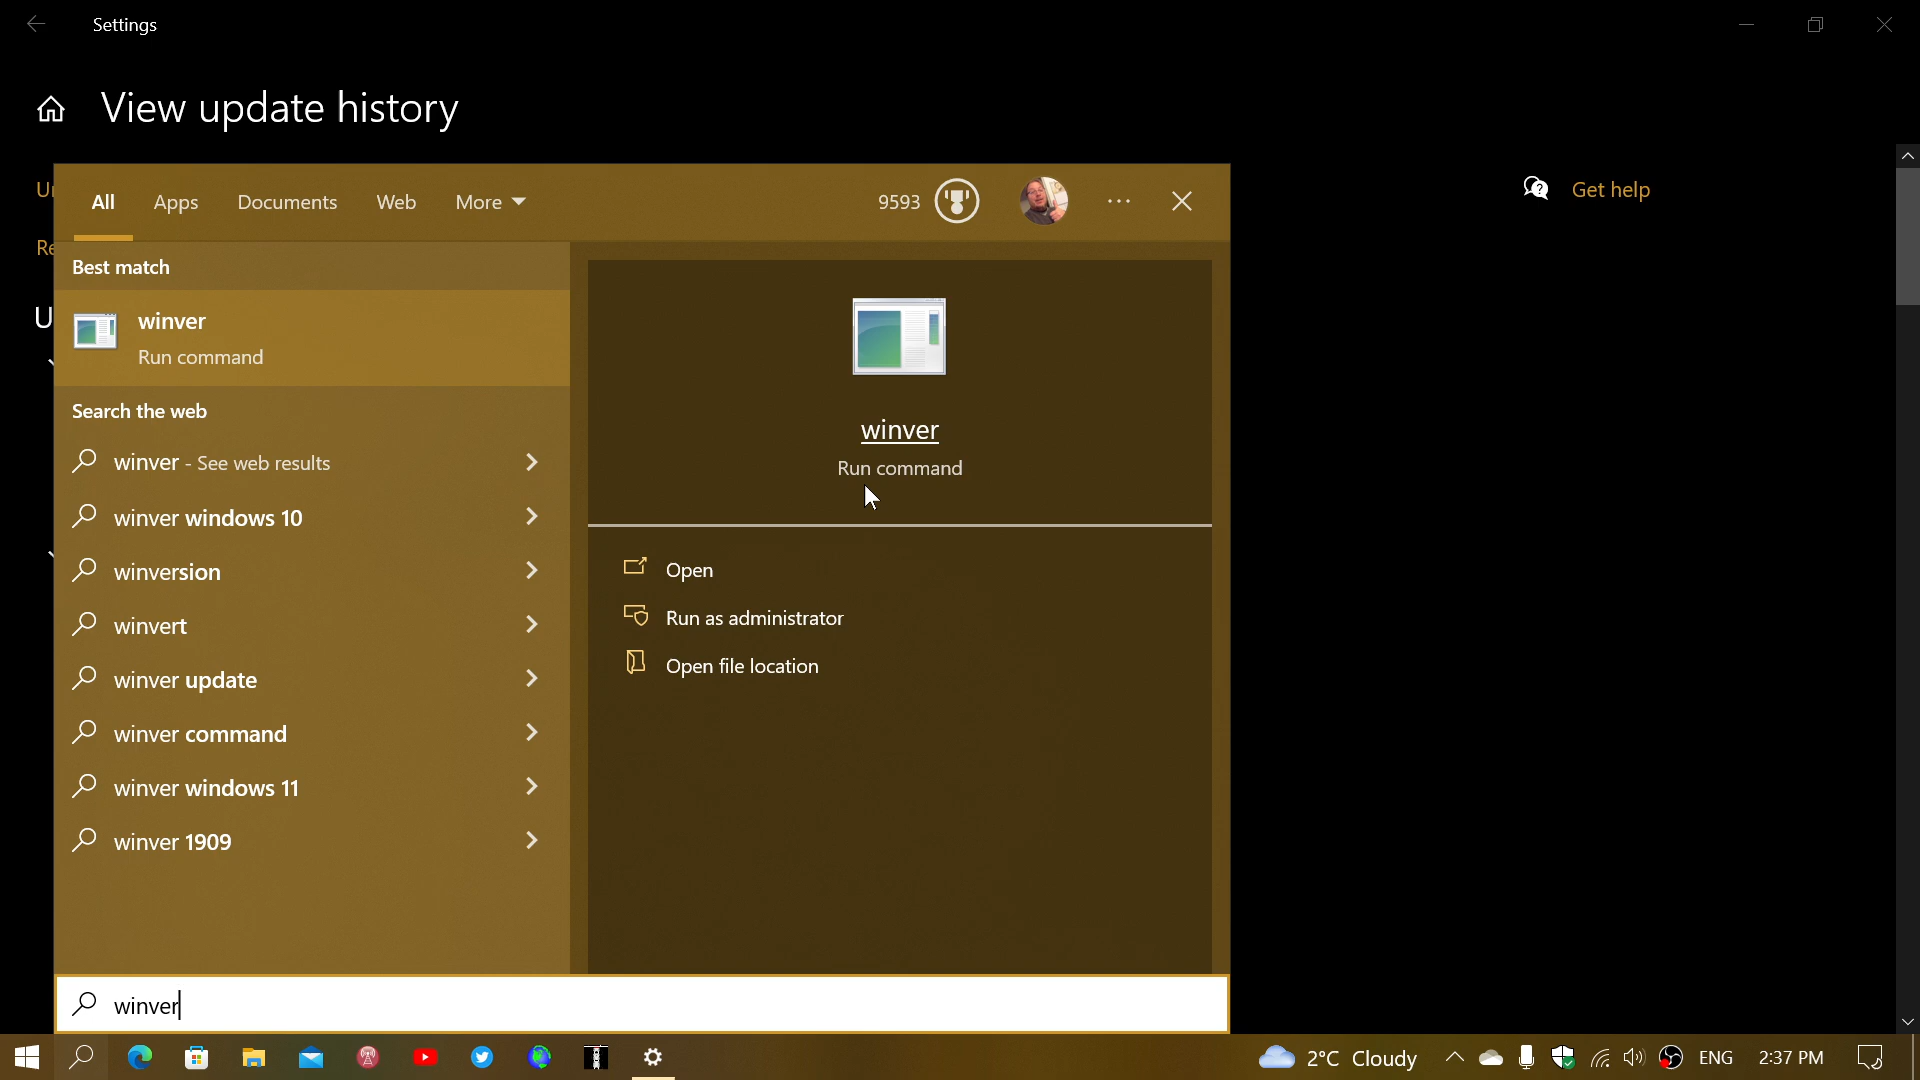 Settings
View update history
Un
Re
U
Get help
All Apps Documents Web More
9593
Best match
winver
Run command
Search the web
winver - See web results
winver windows 10
winversion
winvert
winver update
winver command
winver windows 11
winver 1909
winver
Run command
Open
Run as administrator
Open file location
winver
2°C Cloudy
ENG
2:37 PM